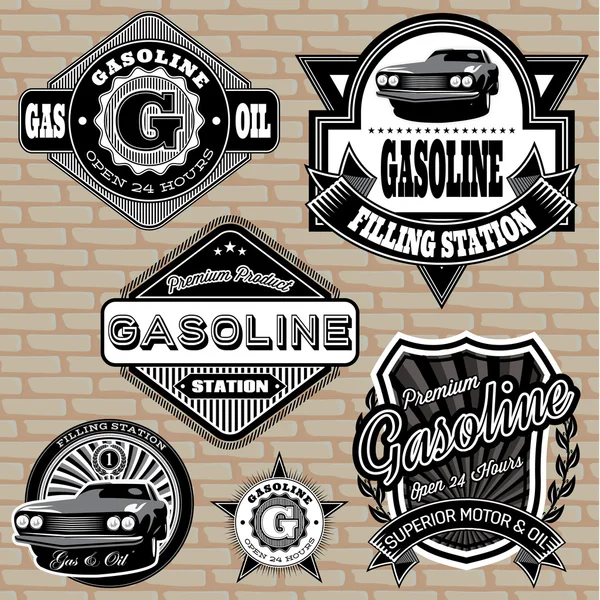 GASOLINE
GAS
G
OIL
OPEN 24 HOURS
GASOLINE
FILLING STATION
Premium Product
GASOLINE
STATION
Premium
Gasoline
Open 24 Hours
SUPERIOR MOTOR & OIL
FILLING STATION
1
Gas & Oil
GASOLINE
G
OPEN 24 HOURS